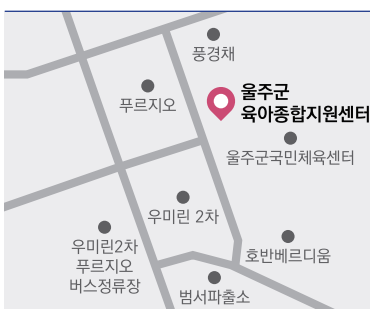 풍경채
푸르지오
울주군
육아종합지원센터
울주군국민체육센터
우미린 2차
우미린2차
푸르지오
버스정류장
호반베르디움
범서파출소